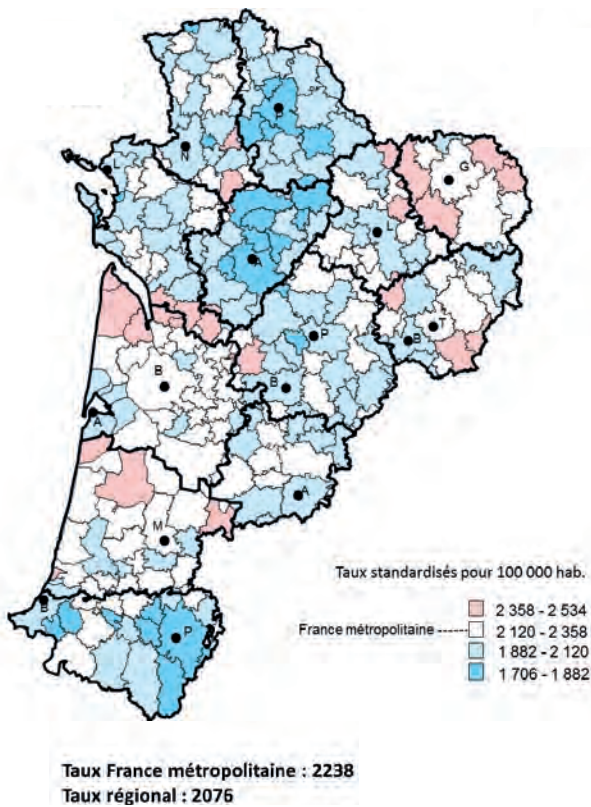 P
N
G
L
P
T
B
B
B
A
A
M
B
P
Taux standardisés pour 100 000 hab.
2 358 - 2 534
France métropolitaine
2 120 - 2 358
1 882 - 2 120
1 706 - 1 882
Taux France métropolitaine : 2238
Taux régional : 2076